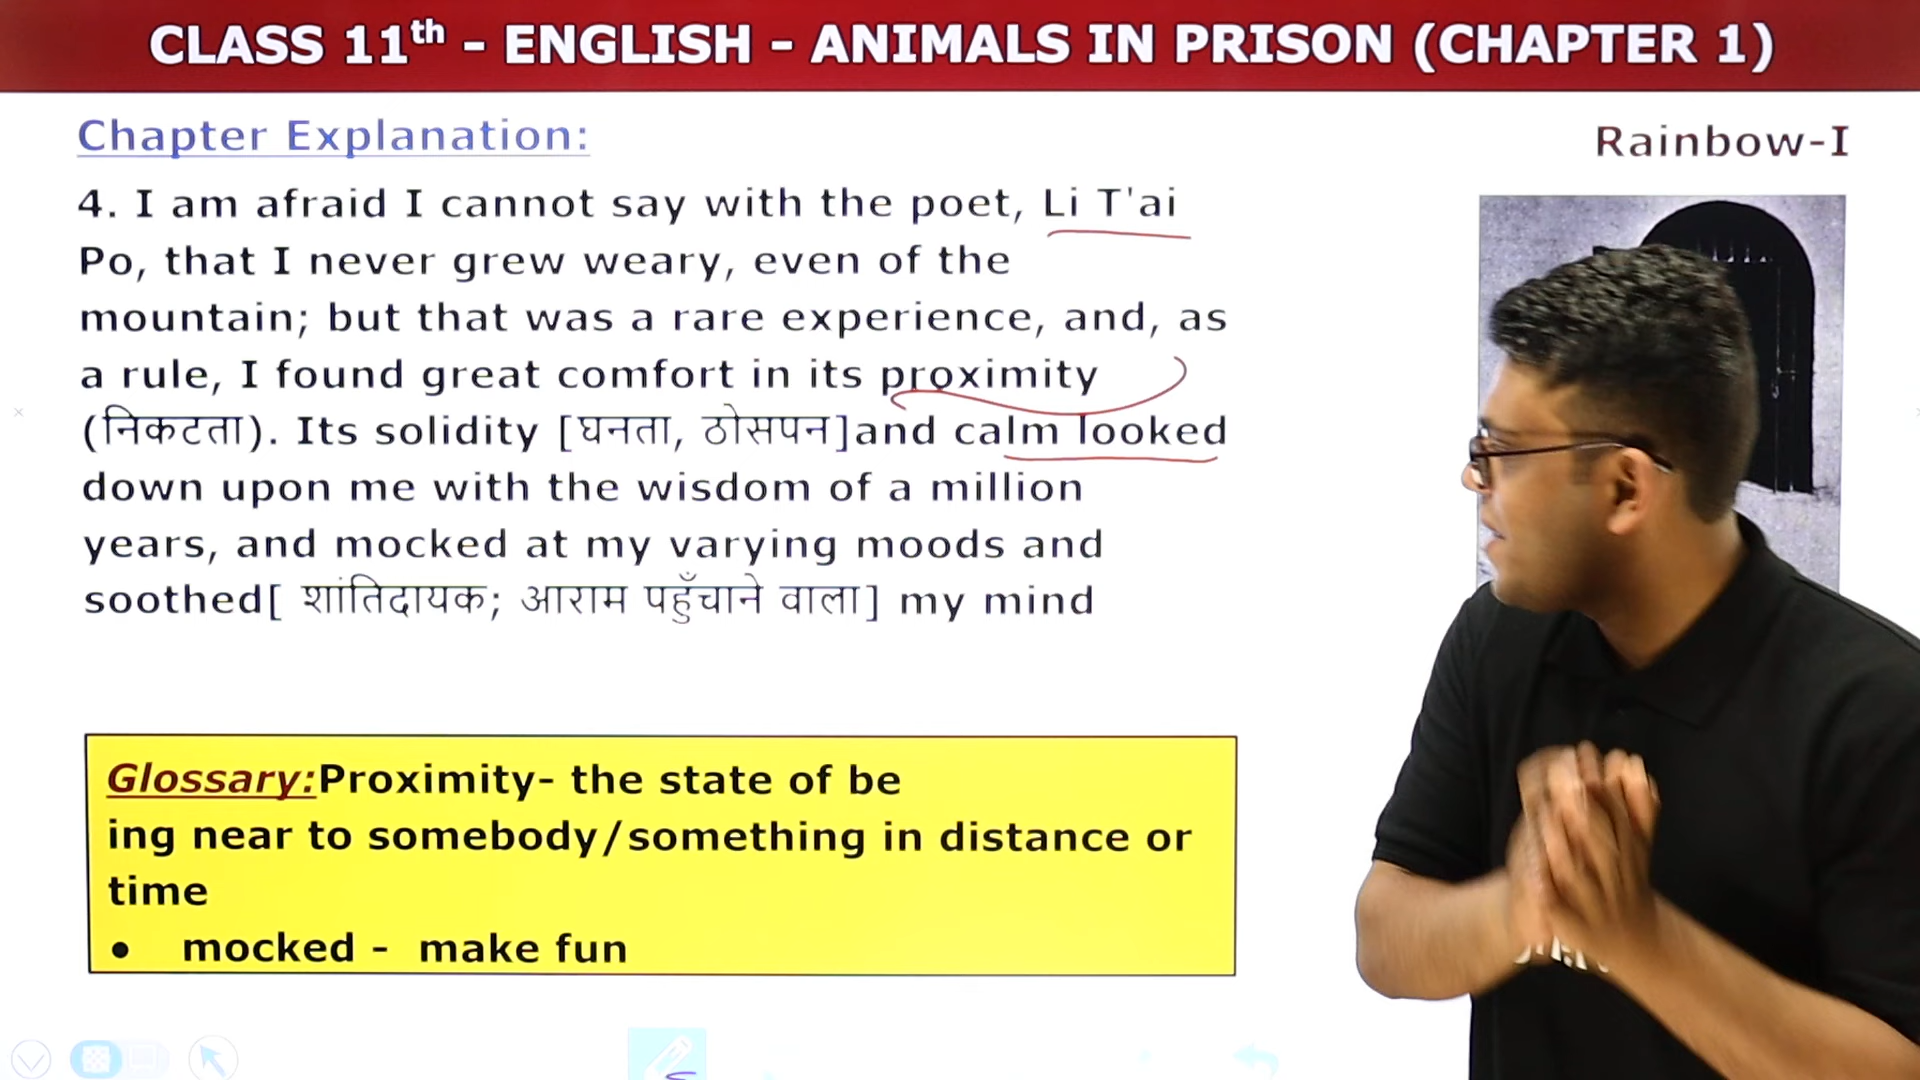 CLASS 11th - ENGLISH - ANIMALS IN PRISON (CHAPTER 1)
Chapter Explanation:
Rainbow-I
4. I am afraid I cannot say with the poet, Li T'ai
Po, that I never grew weary, even of the
mountain; but that was a rare experience, and, as
a rule, I found great comfort in its proximity
(निकटता). Its solidity [घनता, ठोसपन]and calm looked
down upon me with the wisdom of a million
years, and mocked at my varying moods and
soothed[ शांतिदायक; आराम पहुँचाने वाला] my mind
Glossary:Proximity- the state of be
ing near to somebody/something in distance or
time
• mocked - make fun